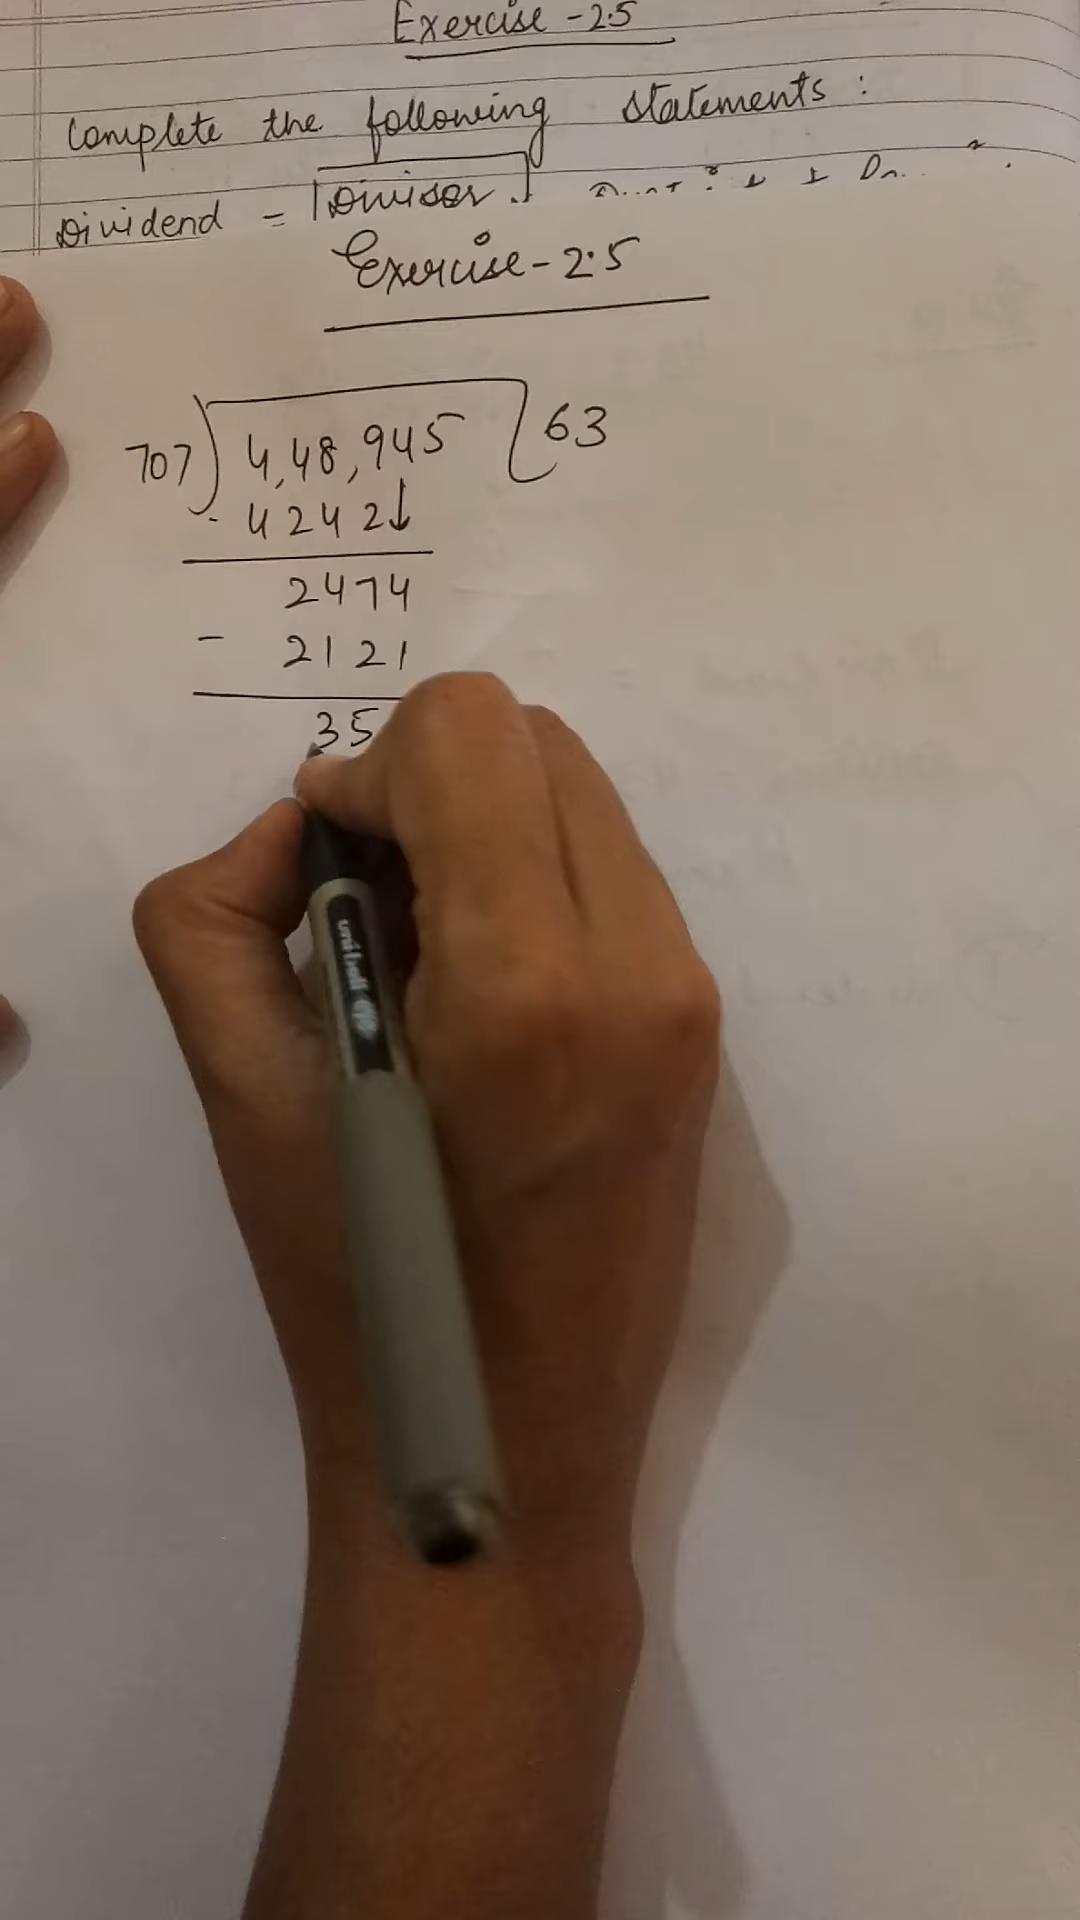 Exercise - 2.5
Complete the following statements :
Dividend = Divisor
Exercise - 2.5
707 4,48,945 63
- 4242↓
2474
- 2121
35
uni-ball eye